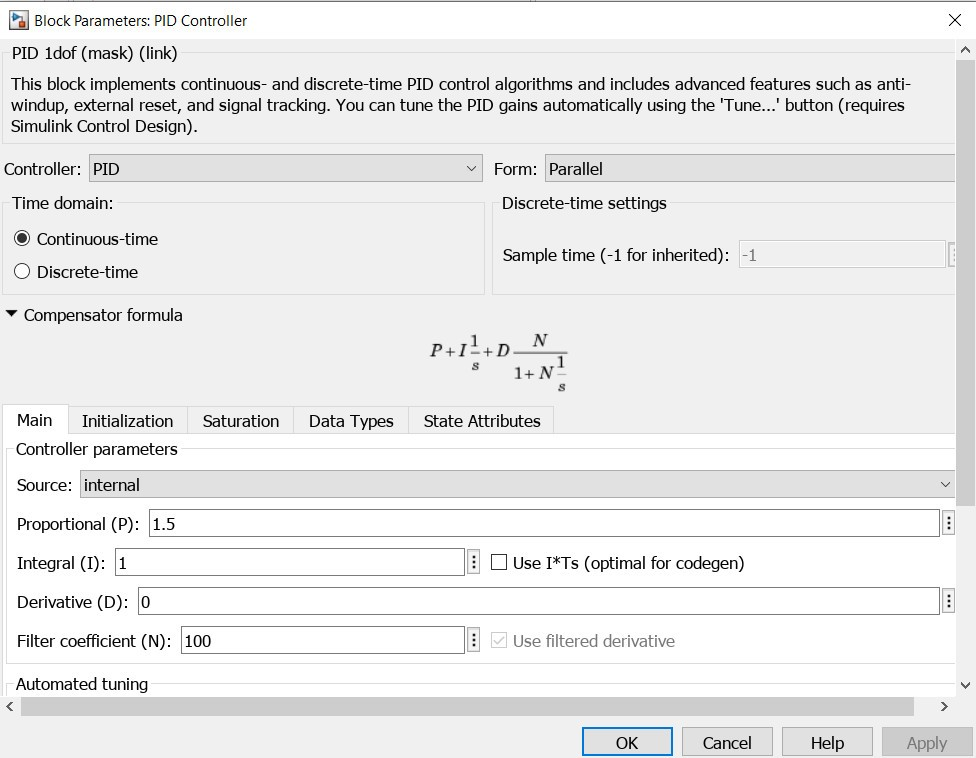 Block Parameters: PID Controller
PID 1dof (mask) (link)
This block implements continuous- and discrete-time PID control algorithms and includes advanced features such as anti-
windup, external reset, and signal tracking. You can tune the PID gains automatically using the 'Tune...' button (requires
Simulink Control Design).
Controller: PID Form: Parallel
Time domain: Discrete-time settings
Continuous-time
Sample time (-1 for inherited): -1
Discrete-time
Compensator formula
P + I 1/s + D N/(1 + N 1/s)
Main Initialization Saturation Data Types State Attributes
Controller parameters
Source: internal
Proportional (P): 1.5
Integral (I): 1 Use I*Ts (optimal for codegen)
Derivative (D): 0
Filter coefficient (N): 100 Use filtered derivative
Automated tuning
OK Cancel Help Apply